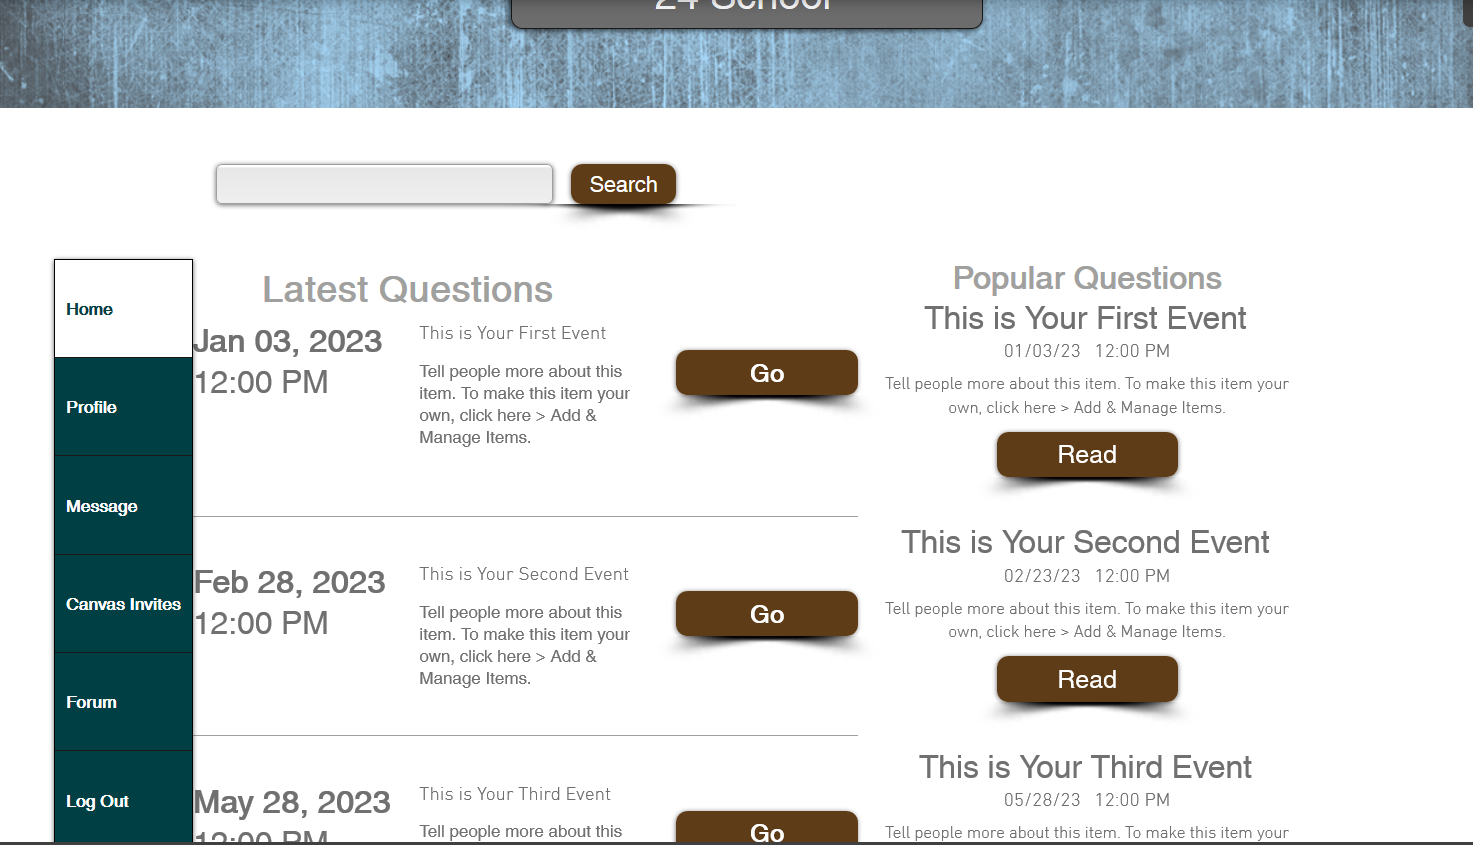 24 School
Search
Home
Profile
Message
Canvas Invites
Forum
Log Out
Latest Questions
Jan 03, 2023
12:00 PM
This is Your First Event
Tell people more about this
item. To make this item your
own, click here > Add &
Manage Items.
Go
Feb 28, 2023
12:00 PM
This is Your Second Event
Tell people more about this
item. To make this item your
own, click here > Add &
Manage Items.
Go
May 28, 2023
12:00 PM
This is Your Third Event
Tell people more about this
Go
Popular Questions
This is Your First Event
01/03/23 12:00 PM
Tell people more about this item. To make this item your
own, click here > Add & Manage Items.
Read
This is Your Second Event
02/23/23 12:00 PM
Tell people more about this item. To make this item your
own, click here > Add & Manage Items.
Read
This is Your Third Event
05/28/23 12:00 PM
Tell people more about this item. To make this item your